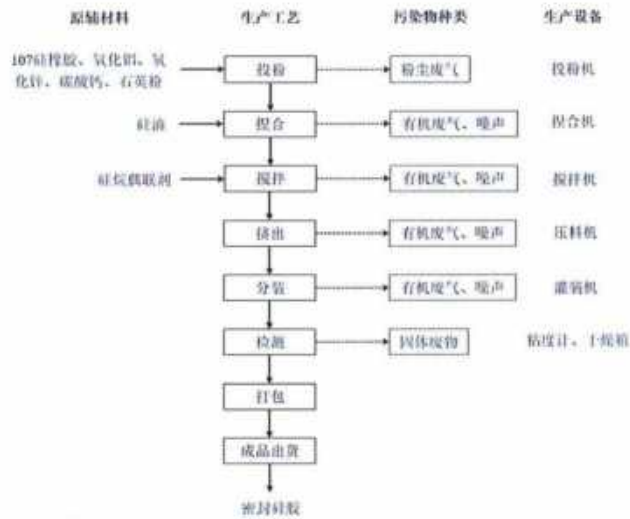 原辅材料 生产工艺 污染物种类 生产设备
107硅橡胶、氧化铝、氧
化锌、碳酸钙、石英粉 投粉 粉尘废气 投粉机
硅油 捏合 有机废气、噪声 捏合机
硅烷偶联剂 搅拌 有机废气、噪声 搅拌机
挤出 有机废气、噪声 压料机
分装 有机废气、噪声 灌装机
检测 固体废物 粘度计、干燥箱
打包
成品出货
密封硅胶